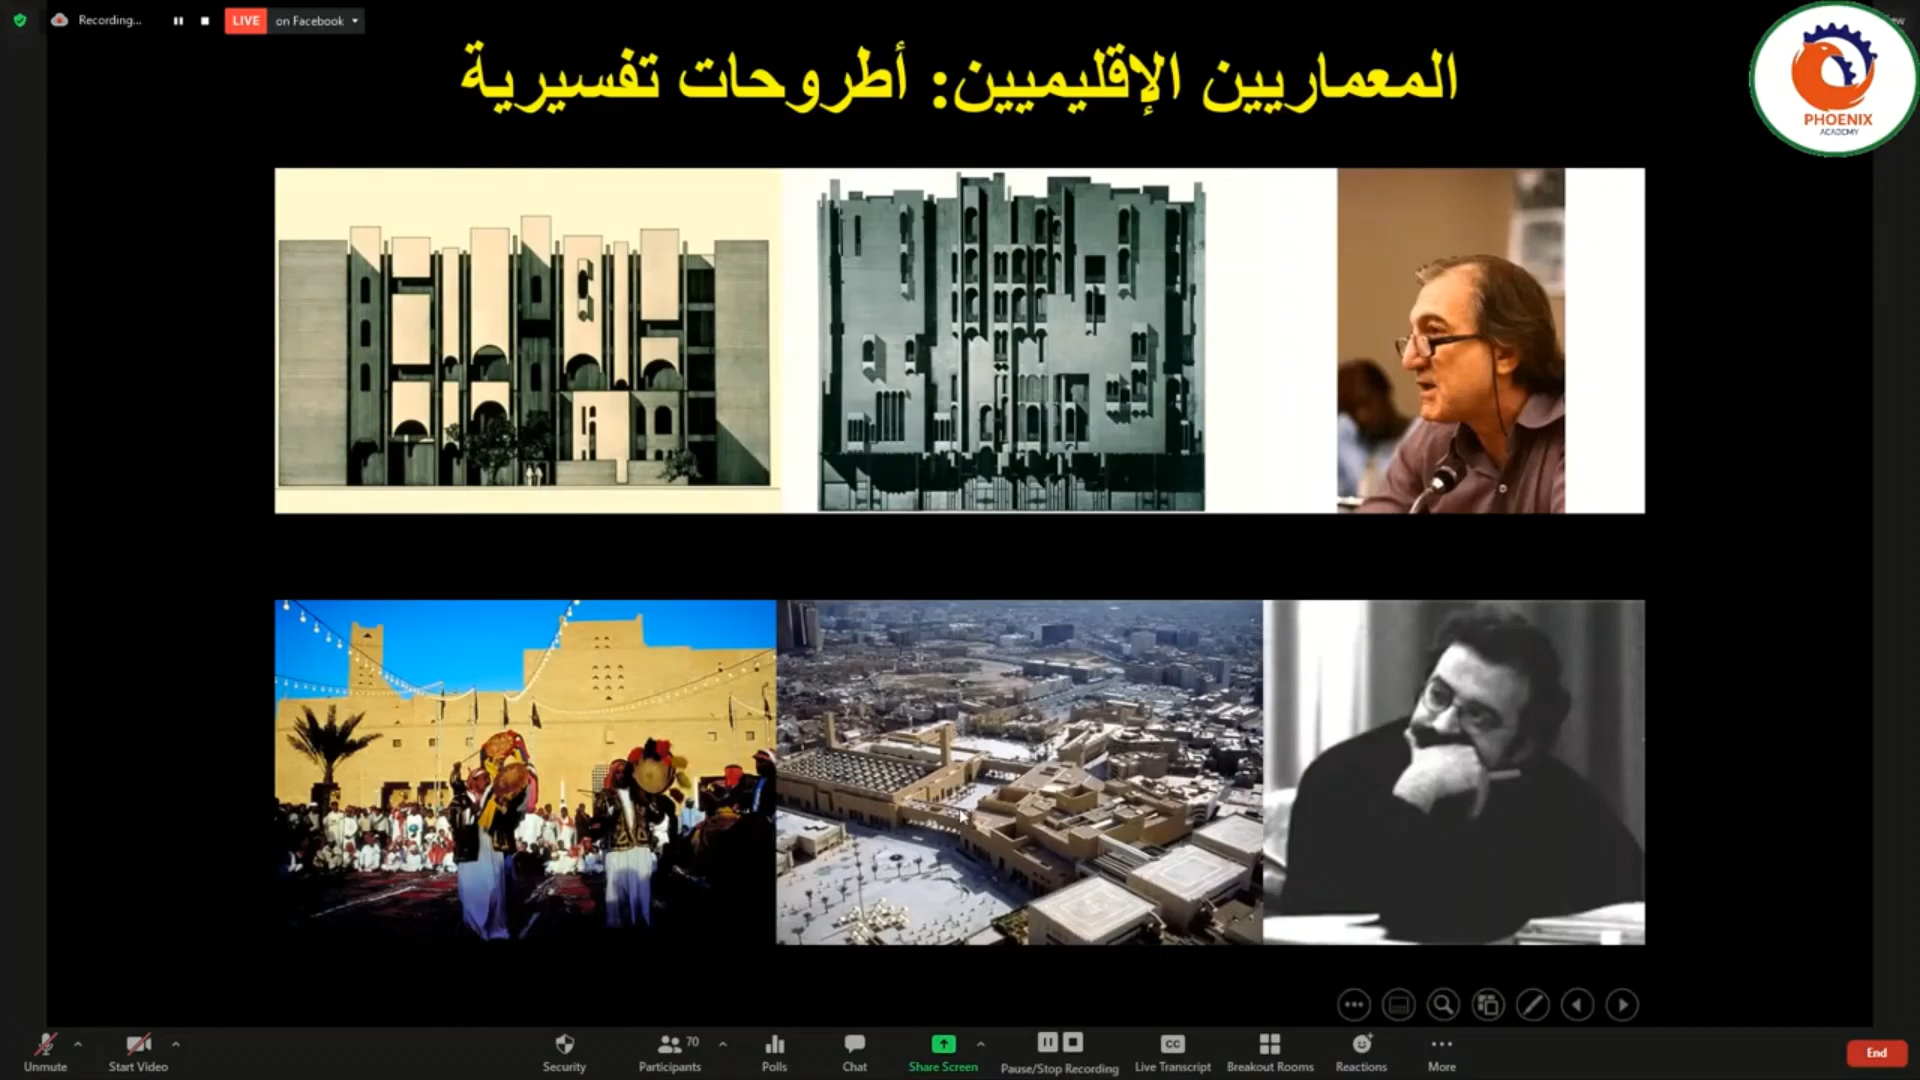 Recording...
LIVE on Facebook
المعماريين الإقليميين: أطروحات تفسيرية
PHOENIX
ACADEMY
Unmute
Start Video
Security
70
Participants
Polls
Chat
Share Screen
Pause/Stop Recording
CC
Live Transcript
Breakout Rooms
Reactions
More
End